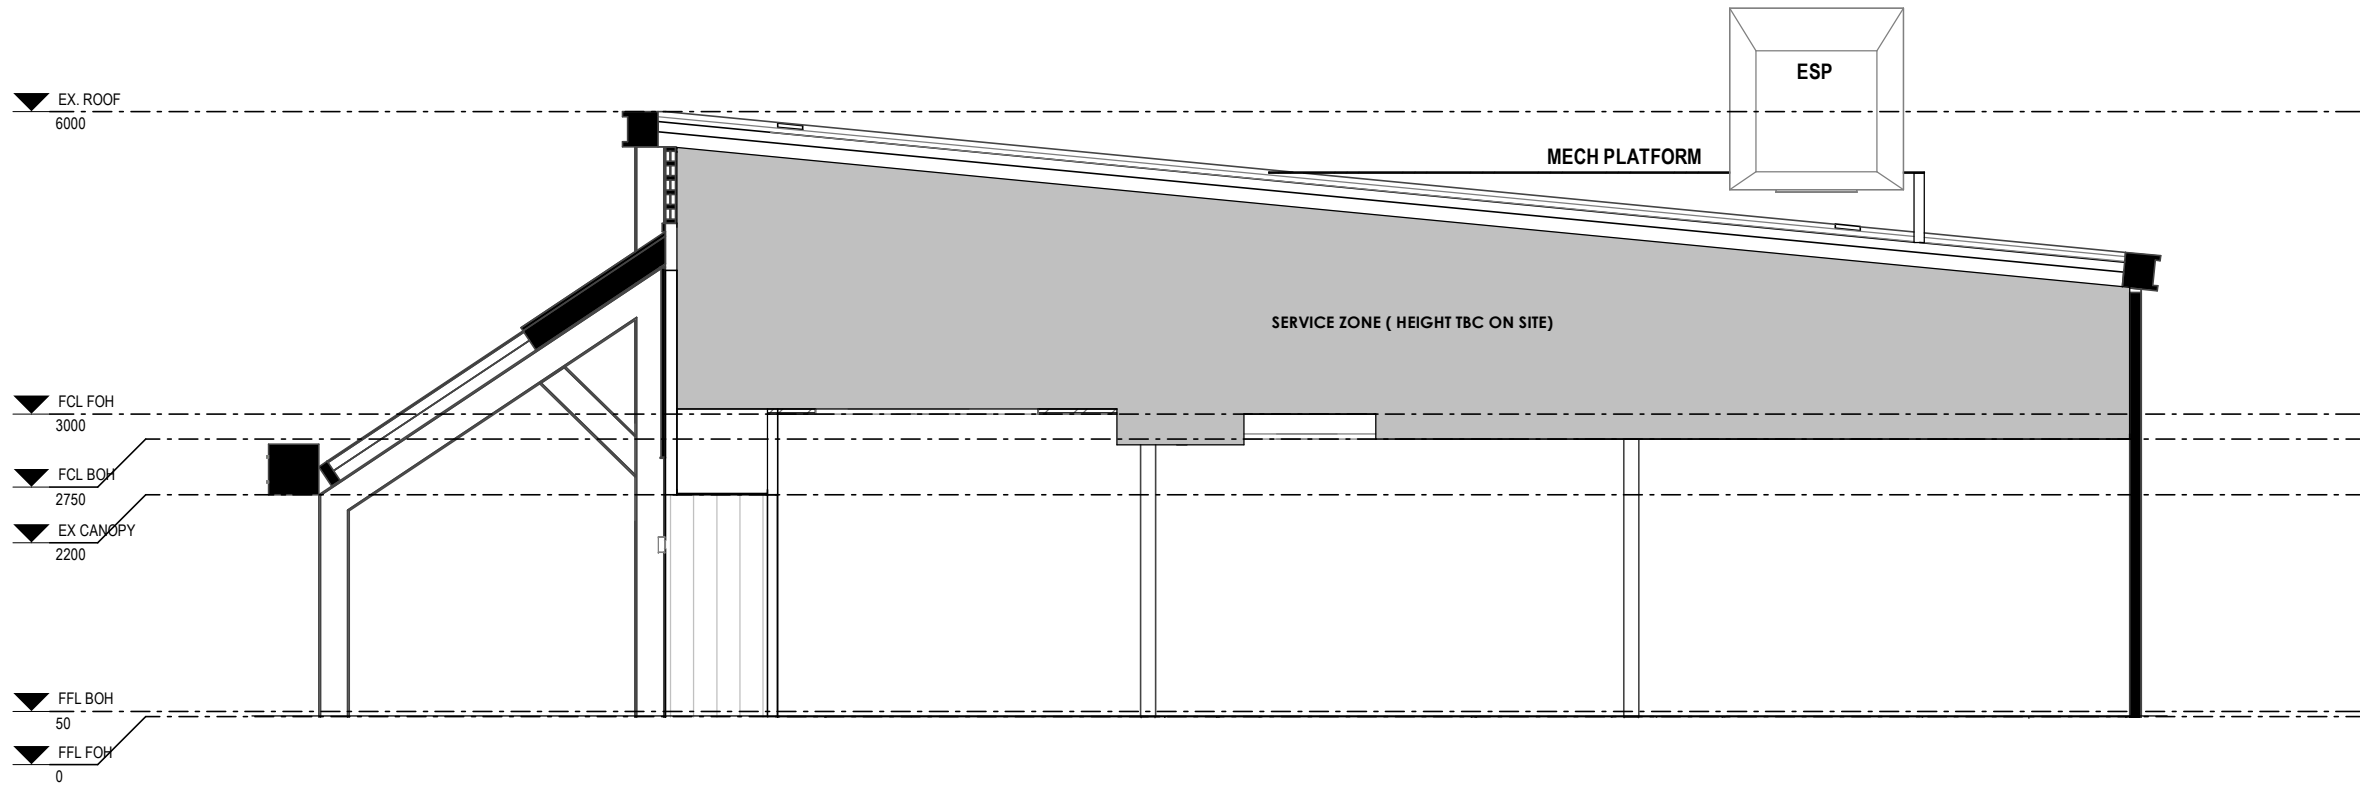 ESP
EX. ROOF
6000
MECH PLATFORM
SERVICE ZONE ( HEIGHT TBC ON SITE)
FCL FOH
3000
FCL BOH
2750
EX CANOPY
2200
FFL BOH
50
FFL FOH
0